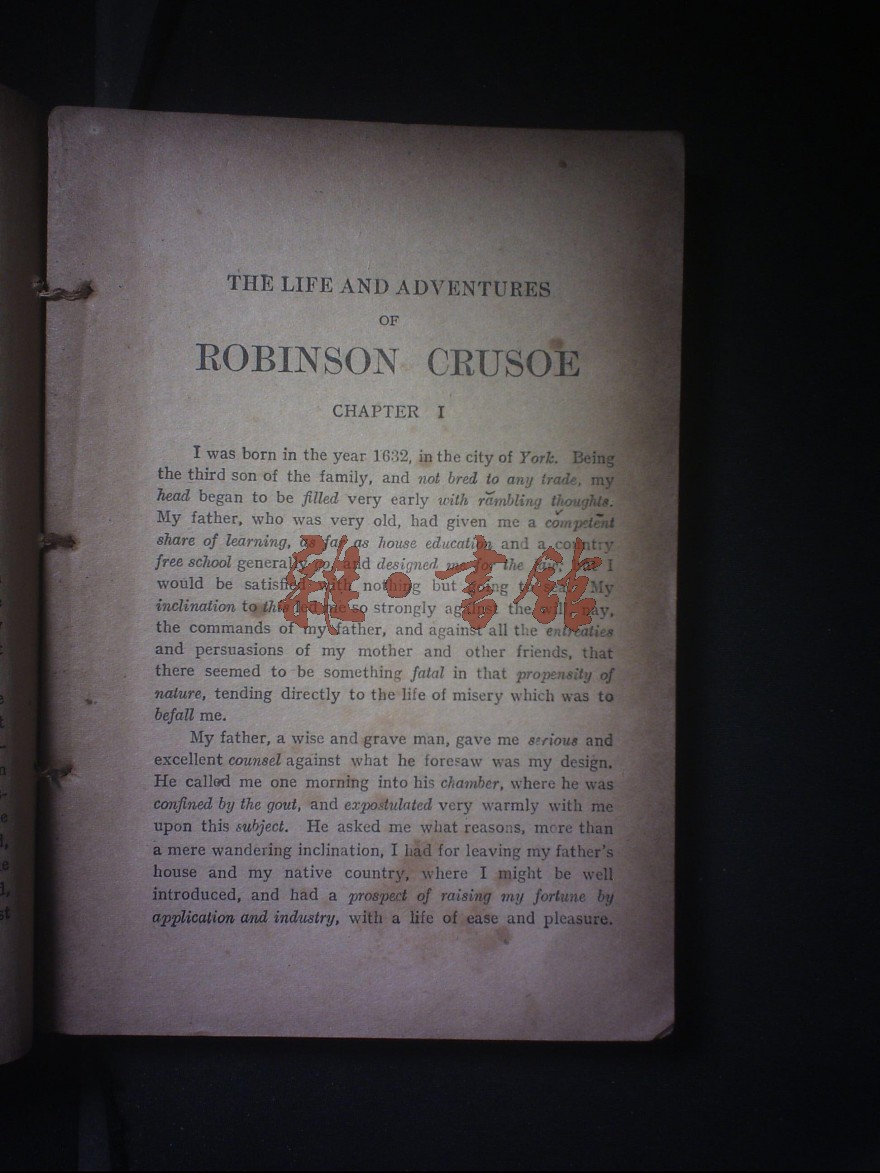 THE LIFE AND ADVENTURES
OF
ROBINSON CRUSOE
CHAPTER I
I was born in the year 1632, in the city of York. Being
the third son of the family, and not bred to any trade, my
head began to be filled very early with rambling thoughts.
My father, who was very old, had given me a competent
share of learning, as far as house education and a country
free school generally go, and designed me for the law; but I
would be satisfied with nothing but going to sea. My
inclination to this led me so strongly against the will, nay,
the commands of my father, and against all the entreaties
and persuasions of my mother and other friends, that
there seemed to be something fatal in that propensity of
nature, tending directly to the life of misery which was to
befall me.
My father, a wise and grave man, gave me serious and
excellent counsel against what he foresaw was my design.
He called me one morning into his chamber, where he was
confined by the gout, and expostulated very warmly with me
upon this subject. He asked me what reasons, more than
a mere wandering inclination, I had for leaving my father's
house and my native country, where I might be well
introduced, and had a prospect of raising my fortune by
application and industry, with a life of ease and pleasure.
雜·書館